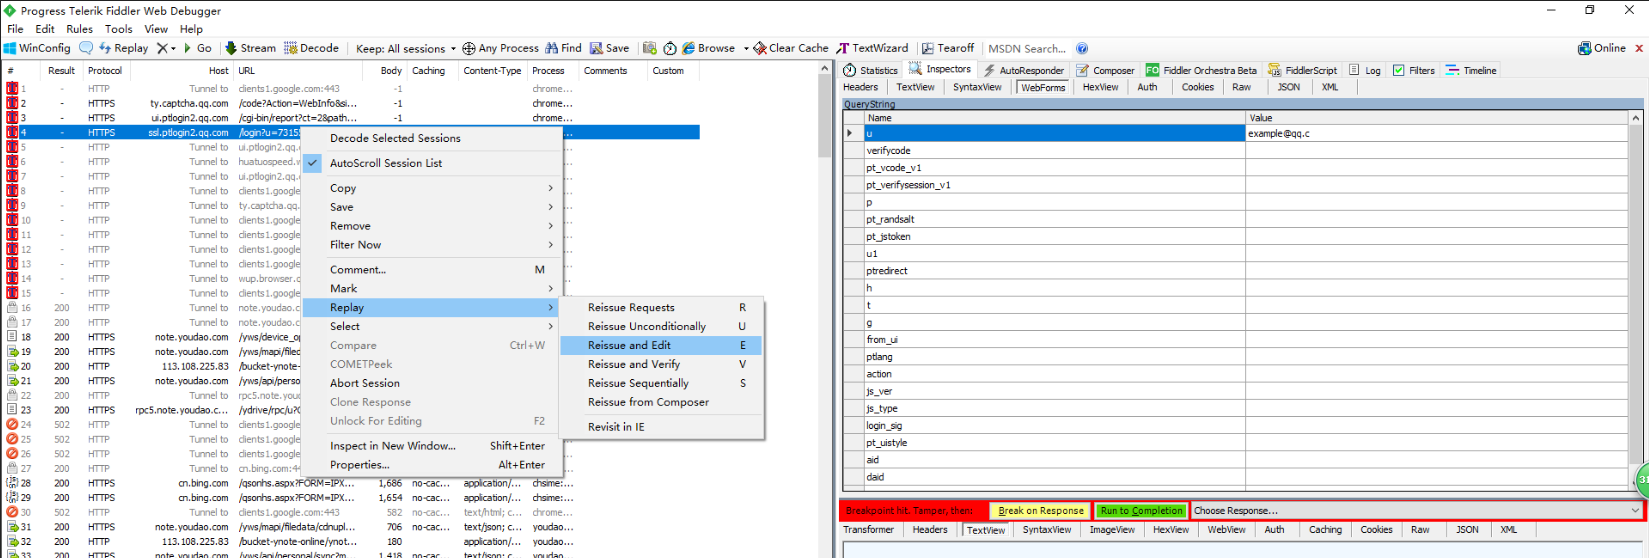 Progress Telerik Fiddler Web Debugger
File Edit Rules Tools View Help
WinConfig Replay Go Stream Decode Keep: All sessions Any Process Find Save Browse Clear Cache TextWizard Tearoff MSDN Search... Online
# Result Protocol Host URL Body Caching Content-Type Process Comments Custom
1 - HTTP Tunnel to clients1.google.com:443 -1 chrome...
2 - HTTPS ty.captcha.qq.com /code?Action=WebInfo&si... -1 chrome...
3 - HTTPS ui.ptlogin2.qq.com /cgi-bin/report?ct=2&path... -1 chrome...
4 - HTTPS ssl.ptlogin2.qq.com /login?u=7315
5 - HTTP Tunnel to ui.ptlogin2.qq.
6 - HTTP Tunnel to huatuospeed.w
7 - HTTP Tunnel to ui.ptlogin2.qq.
8 - HTTP Tunnel to clients1.google.
9 - HTTP Tunnel to ty.captcha.qq.c
10 - HTTP Tunnel to clients1.google.
11 - HTTP Tunnel to clients1.google.
12 - HTTP Tunnel to clients1.google.
13 - HTTP Tunnel to clients1.google.
14 - HTTP Tunnel to wup.browser.
15 - HTTP Tunnel to clients1.google.
16 200 HTTP Tunnel to note.youdao.c
17 200 HTTP Tunnel to note.youdao.c
18 200 HTTPS note.youdao.com /yws/device_op
19 200 HTTPS note.youdao.com /yws/mapi/filed
20 200 HTTP 113.108.225.83 /bucket-ynote-
21 200 HTTPS note.youdao.com /yws/api/perso
22 200 HTTP Tunnel to rpc5.note.youd
23 200 HTTPS rpc5.note.youdao.c... /ydrive/rpc/u?
24 502 HTTP Tunnel to clients1.google.
25 502 HTTP Tunnel to clients1.google.
26 502 HTTP Tunnel to clients1.google.
27 200 HTTP Tunnel to cn.bing.com:44
28 200 HTTP cn.bing.com /qsonhs.aspx?FORM=IPX... 1,686 no-cac... application/... chsime:...
29 200 HTTP cn.bing.com /qsonhs.aspx?FORM=IPX... 1,654 no-cac... application/... chsime:...
30 502 HTTP Tunnel to clients1.google.com:443 582 no-cac... text/html; c... chrome...
31 200 HTTPS note.youdao.com /yws/mapi/filedata/cdnupl... 706 no-cac... text/json; c... youdao...
32 200 HTTP 113.108.225.83 /bucket-ynote-online/ynot... 180 application/... youdao...
33 200 HTTPS note.youdao.com /yws/api/personal/sync?m... 1,418 no-cac... text/json; c... youdao...
Decode Selected Sessions
AutoScroll Session List
Copy
Save
Remove
Filter Now
Comment... M
Mark
Replay
Select
Compare Ctrl+W
COMETPeek
Abort Session
Clone Response
Unlock For Editing F2
Inspect in New Window... Shift+Enter
Properties... Alt+Enter
Reissue Requests R
Reissue Unconditionally U
Reissue and Edit E
Reissue and Verify V
Reissue Sequentially S
Reissue from Composer
Revisit in IE
Statistics Inspectors AutoResponder Composer FO Fiddler Orchestra Beta FiddlerScript Log Filters Timeline
Headers TextView SyntaxView WebForms HexView Auth Cookies Raw JSON XML
QueryString
Name Value
u example@qq.c
verifycode
pt_vcode_v1
pt_verifysession_v1
p
pt_randsalt
pt_jstoken
u1
ptredirect
h
t
g
from_ui
ptlang
action
js_ver
js_type
login_sig
pt_uistyle
aid
daid
Breakpoint hit. Tamper, then: Break on Response Run to Completion Choose Response...
Transformer Headers TextView SyntaxView ImageView HexView WebView Auth Caching Cookies Raw JSON XML